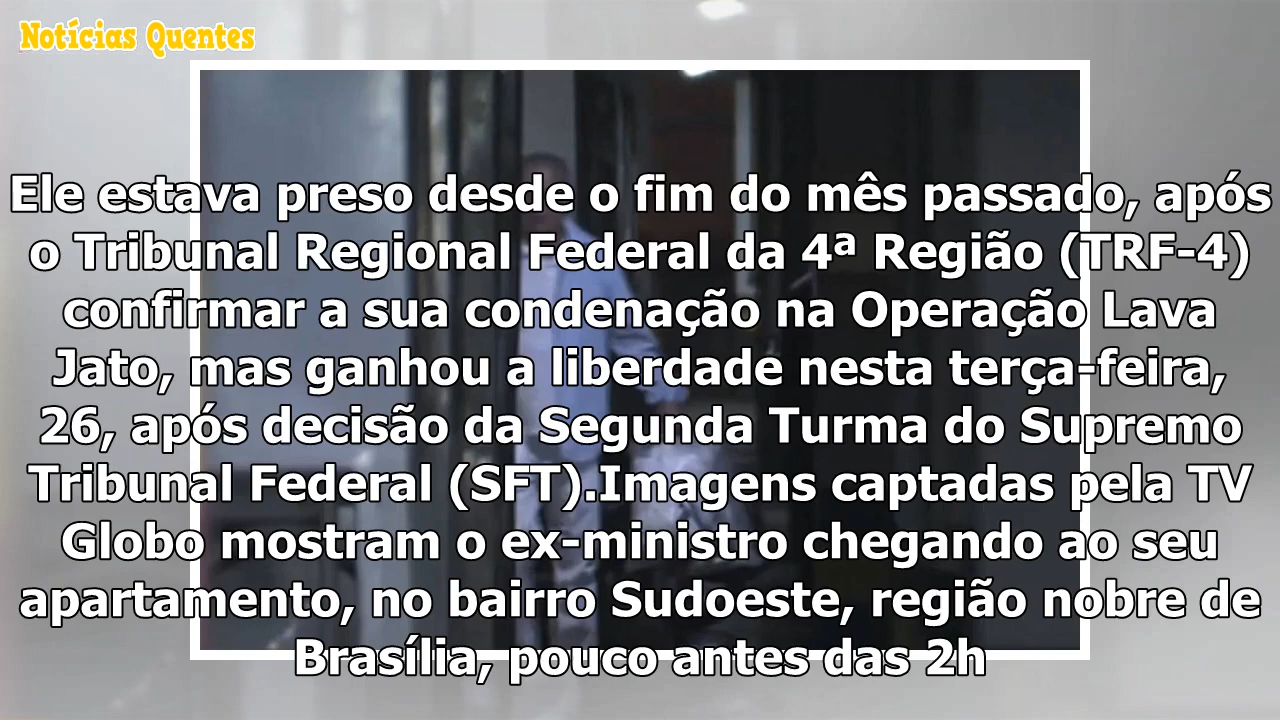 Notícias Quentes
Ele estava preso desde o fim do mês passado, após
o Tribunal Regional Federal da 4ª Região (TRF-4)
confirmar a sua condenação na Operação Lava
Jato, mas ganhou a liberdade nesta terça-feira,
26, após decisão da Segunda Turma do Supremo
Tribunal Federal (SFT).Imagens captadas pela TV
Globo mostram o ex-ministro chegando ao seu
apartamento, no bairro Sudoeste, região nobre de
Brasília, pouco antes das 2h